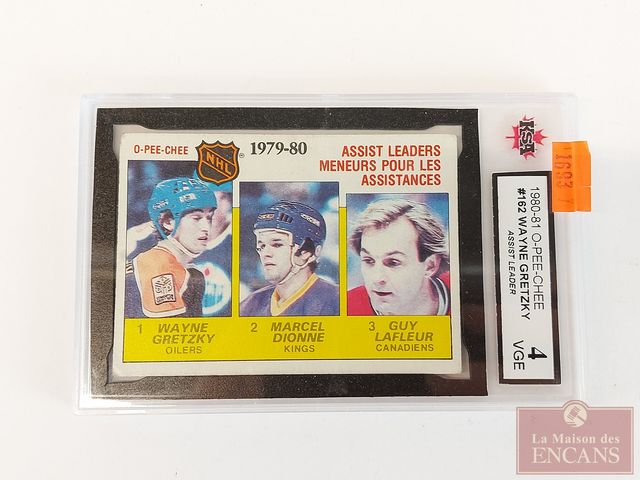 O-PEE-CHEE
NHL
®
1979-80
ASSIST LEADERS
MENEURS POUR LES
ASSISTANCES
1 WAYNE
GRETZKY
OILERS
2 MARCEL
DIONNE
KINGS
3 GUY
LAFLEUR
CANADIENS
KSA
1980-81 O-PEE-CHEE
#162 WAYNE GRETZKY
ASSIST LEADER
4
VGE
1693
La Maison des
ENCANS